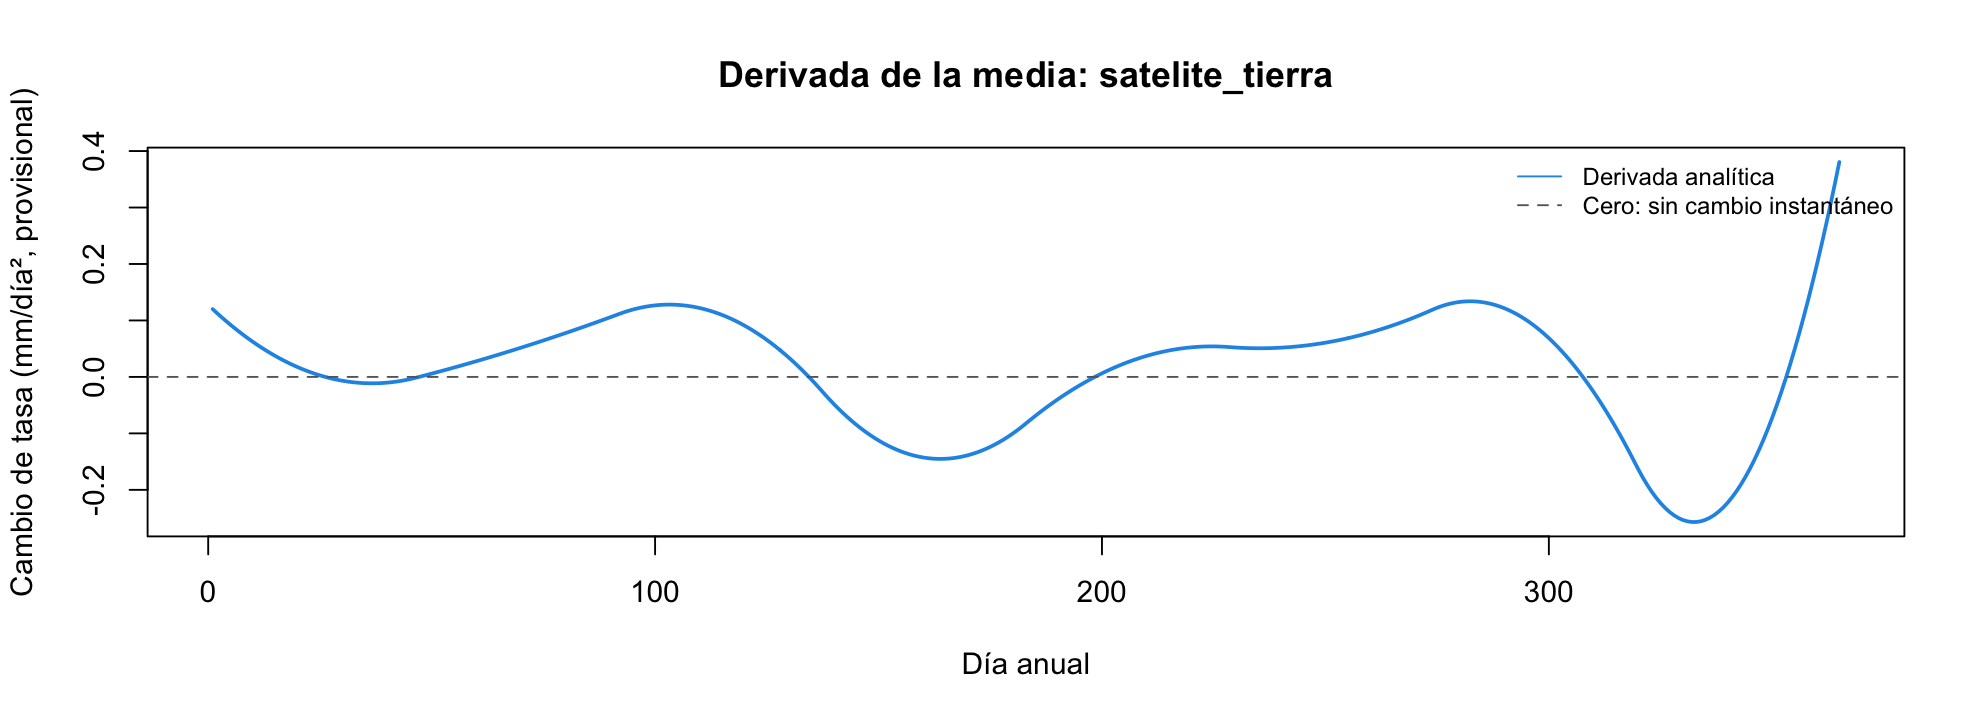 Derivada de la media: satelite_tierra
Cambio de tasa (mm/día², provisional)
0.4
0.2
0.0
-0.2
Derivada analítica
Cero: sin cambio instantáneo
0
100
200
300
Día anual